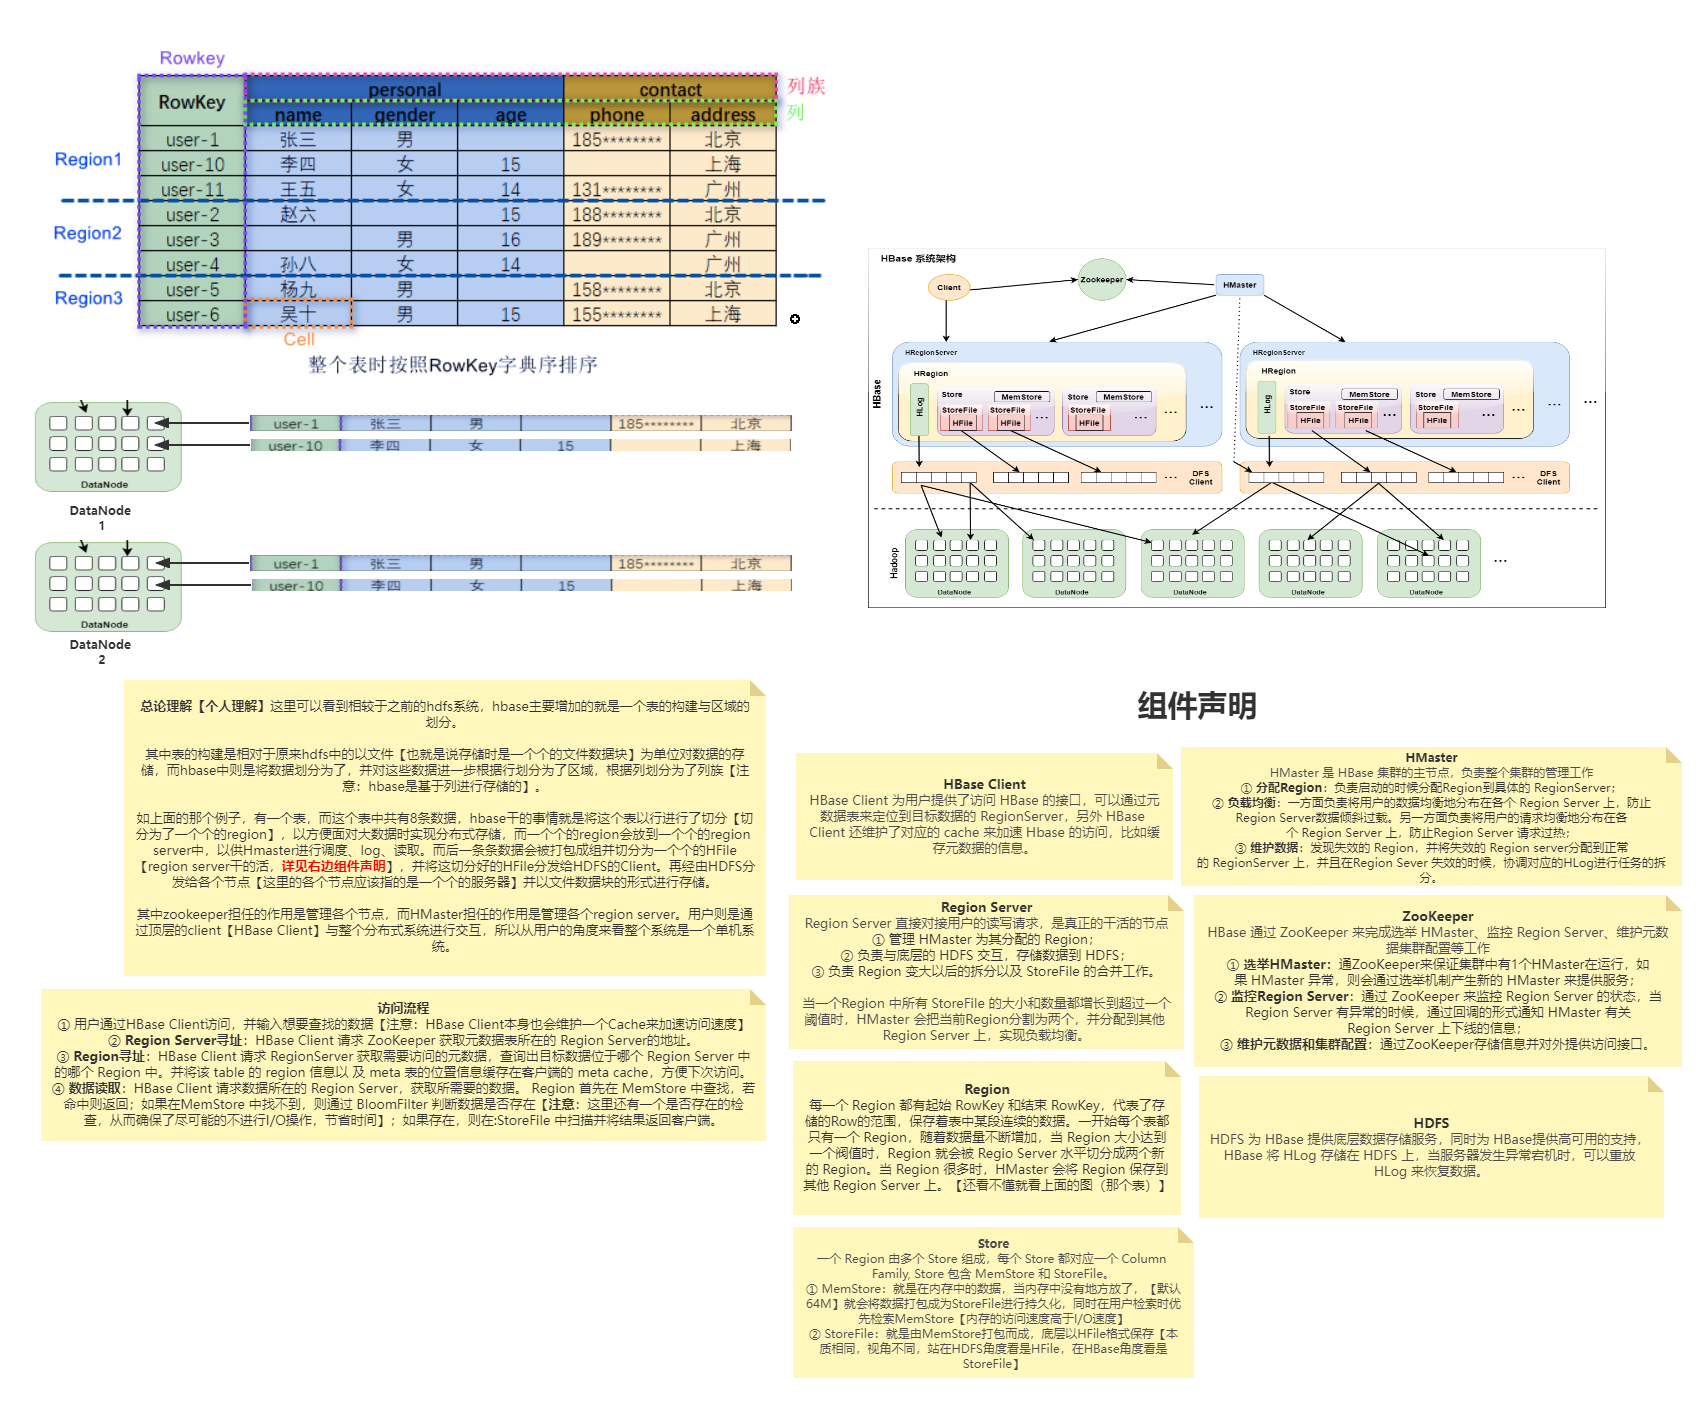 Rowkey
RowKey personal contact 列族
name gender age phone address 列
user-1 张三 男 185******** 北京
Region1
user-10 李四 女 15 上海
user-11 王五 女 14 131******** 广州
user-2 赵六 15 188******** 北京
Region2
user-3 男 16 189******** 广州
user-4 孙八 女 14 广州
user-5 杨九 男 158******** 北京
Region3
user-6 吴十 男 15 155******** 上海
Cell
整个表时按照RowKey字典序排序
user-1 张三 男 185******** 北京
user-10 李四 女 15 上海
DataNode
DataNode
1
user-1 张三 男 185******** 北京
user-10 李四 女 15 上海
DataNode
DataNode
2
HBase 系统架构
Client Zookeeper HMaster
HBase
HRegionServer HRegionServer
HRegion HRegion
HLog Store MemStore Store MemStore ... ...
StoreFile StoreFile ... StoreFile ...
HFile HFile HFile
HLog Store MemStore Store MemStore ... ... ...
StoreFile StoreFile ... StoreFile ...
HFile HFile HFile
... DFS Client ... DFS Client
Hadoop
DataNode DataNode DataNode DataNode DataNode ...
总论理解【个人理解】这里可以看到相较于之前的hdfs系统，hbase主要增加的就是一个表的构建与区域的
划分。
其中表的构建是相对于原来hdfs中的以文件【也就是说存储时是一个个的文件数据块】为单位对数据的存
储，而hbase中则是将数据划分为了，并对这些数据进一步根据行划分为了区域，根据列划分为了列族【注
意：hbase是基于列进行存储的】。
如上面的那个例子，有一个表，而这个表中共有8条数据，hbase干的事情就是将这个表以行进行了切分【切
分为了一个个的region】，以方便面对大数据时实现分布式存储，而一个个的region会放到一个个的region
server中，以供Hmaster进行调度、log、读取。而后一条条数据会被打包成组并切分为一个个的HFile
【region server干的活，详见右边组件声明】，并将这切分好的HFIle分发给HDFS的Client。再经由HDFS分
发给各个节点【这里的各个节点应该指的是一个个的服务器】并以文件数据块的形式进行存储。
其中zookeeper担任的作用是管理各个节点，而HMaster担任的作用是管理各个region server。用户则是通
过顶层的client【HBase Client】与整个分布式系统进行交互，所以从用户的角度来看整个系统是一个单机系
统。
访问流程
① 用户通过HBase Client访问，并输入想要查找的数据【注意：HBase Client本身也会维护一个Cache来加速访问速度】
② Region Server寻址：HBase Client 请求 ZooKeeper 获取元数据表所在的 Region Server的地址。
③ Region寻址：HBase Client 请求 RegionServer 获取需要访问的元数据，查询出目标数据位于哪个 Region Server 中
的哪个 Region 中。并将该 table 的 region 信息以 及 meta 表的位置信息缓存在客户端的 meta cache，方便下次访问。
④ 数据读取：HBase Client 请求数据所在的 Region Server，获取所需要的数据。 Region 首先在 MemStore 中查找，若
命中则返回；如果在MemStore 中找不到，则通过 BloomFilter 判断数据是否存在【注意：这里还有一个是否存在的检
查，从而确保了尽可能的不进行I/O操作，节省时间】；如果存在，则在:StoreFile 中扫描并将结果返回客户端。
组件声明
HBase Client
HBase Client 为用户提供了访问 HBase 的接口，可以通过元
数据表来定位到目标数据的 RegionServer，另外 HBase
Client 还维护了对应的 cache 来加速 Hbase 的访问，比如缓
存元数据的信息。
HMaster
HMaster 是 HBase 集群的主节点，负责整个集群的管理工作
① 分配Region：负责启动的时候分配Region到具体的 RegionServer；
② 负载均衡：一方面负责将用户的数据均衡地分布在各个 Region Server 上，防止
Region Server数据倾斜过载。另一方面负责将用户的请求均衡地分布在各
个 Region Server 上，防止Region Server 请求过热；
③ 维护数据：发现失效的 Region，并将失效的 Region server分配到正常
的 RegionServer 上，并且在Region Sever 失效的时候，协调对应的HLog进行任务的拆
分。
Region Server
Region Server 直接对接用户的读写请求，是真正的干活的节点
① 管理 HMaster 为其分配的 Region；
② 负责与底层的 HDFS 交互，存储数据到 HDFS；
③ 负责 Region 变大以后的拆分以及 StoreFile 的合并工作。
当一个Region 中所有 StoreFile 的大小和数量都增长到超过一个
阈值时，HMaster 会把当前Region分割为两个，并分配到其他
Region Server 上，实现负载均衡。
ZooKeeper
HBase 通过 ZooKeeper 来完成选举 HMaster、监控 Region Server、维护元数
据集群配置等工作
① 选举HMaster：通ZooKeeper来保证集群中有1个HMaster在运行，如
果 HMaster 异常，则会通过选举机制产生新的 HMaster 来提供服务；
② 监控Region Server：通过 ZooKeeper 来监控 Region Server 的状态，当
Region Server 有异常的时候，通过回调的形式通知 HMaster 有关
Region Server 上下线的信息；
③ 维护元数据和集群配置：通过ZooKeeper存储信息并对外提供访问接口。
Region
每一个 Region 都有起始 RowKey 和结束 RowKey，代表了存
储的Row的范围，保存着表中某段连续的数据。一开始每个表都
只有一个 Region，随着数据量不断增加，当 Region 大小达到
一个阀值时，Region 就会被 Regio Server 水平切分成两个新
的 Region。当 Region 很多时，HMaster 会将 Region 保存到
其他 Region Server 上。【还看不懂就看上面的图（那个表）】
HDFS
HDFS 为 HBase 提供底层数据存储服务，同时为 HBase提供高可用的支持，
HBase 将 HLog 存储在 HDFS 上，当服务器发生异常宕机时，可以重放
HLog 来恢复数据。
Store
一个 Region 由多个 Store 组成，每个 Store 都对应一个 Column
Family, Store 包含 MemStore 和 StoreFile。
① MemStore：就是在内存中的数据，当内存中没有地方放了，【默认
64M】就会将数据打包成为StoreFile进行持久化，同时在用户检索时优
先检索MemStore【内存的访问速度高于I/O速度】
② StoreFile：就是由MemStore打包而成，底层以HFile格式保存【本
质相同，视角不同，站在HDFS角度看是HFile，在HBase角度看是
StoreFile】